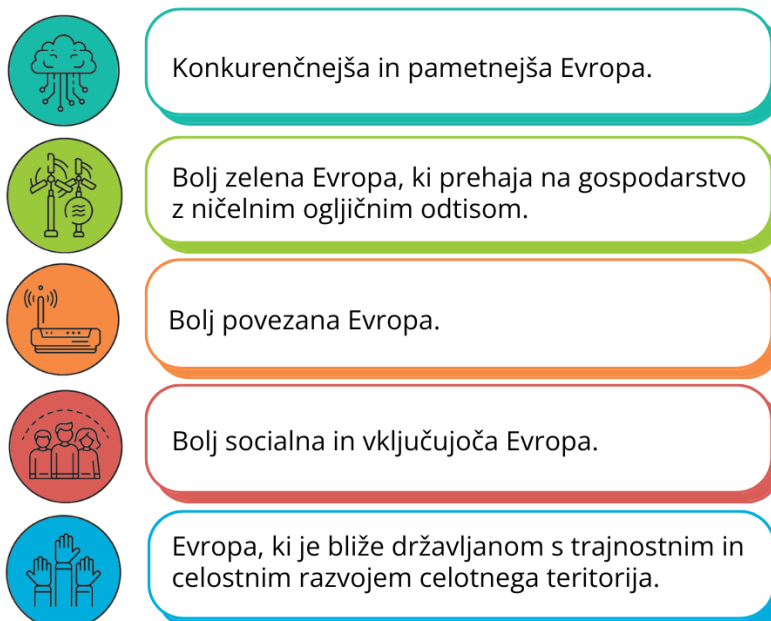 Konkurenčnejša in pametnejša Evropa.
Bolj zelena Evropa, ki prehaja na gospodarstvo
z ničelnim ogljičnim odtisom.
Bolj povezana Evropa.
Bolj socialna in vključujoča Evropa.
Evropa, ki je bliže državljanom s trajnostnim in
celostnim razvojem celotnega teritorija.